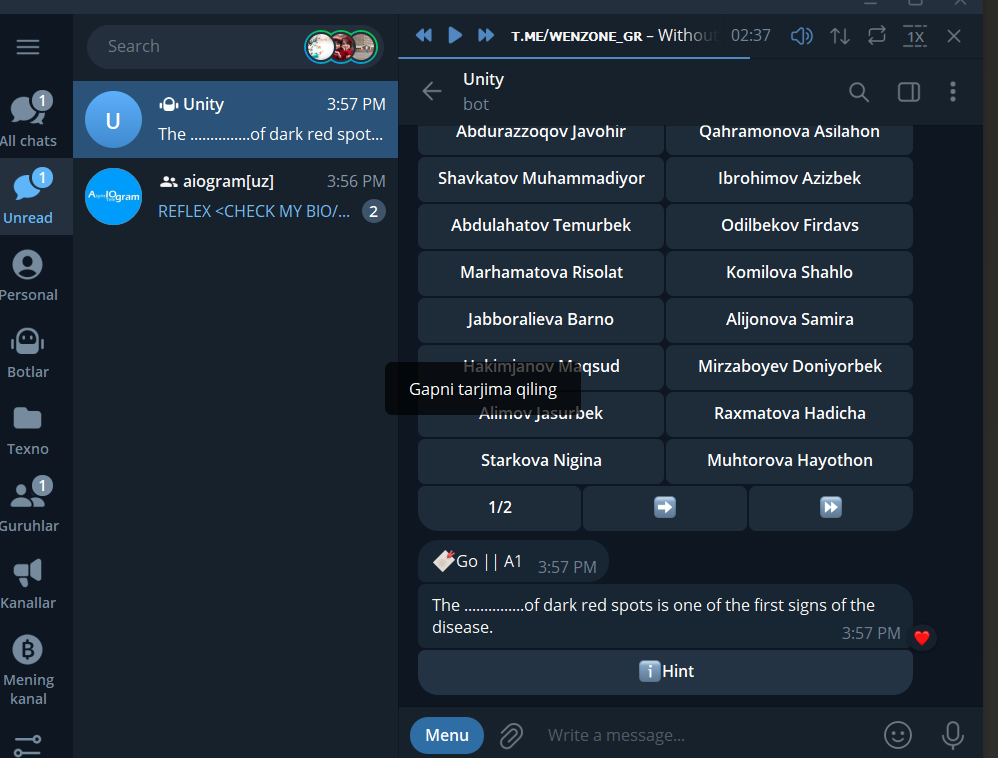 Search
T.ME/WENZONE_GR – Without
02:37
1X
1
All chats
1
Unread
Personal
Botlar
Texno
1
Guruhlar
Kanallar
Mening
kanal
U
Unity
3:57 PM
The ...............of dark red spot...
AiogrIOgram
aiogram[uz]
3:56 PM
REFLEX <CHECK MY BIO/...
2
Unity
bot
Abdurazzoqov Javohir
Qahramonova Asilahon
Shavkatov Muhammadiyor
Ibrohimov Azizbek
Abdulahatov Temurbek
Odilbekov Firdavs
Marhamatova Risolat
Komilova Shahlo
Jabboralieva Barno
Alijonova Samira
Hakimjanov Maqsud
Mirzaboyev Doniyorbek
Gapni tarjima qiling
Alimov Jasurbek
Raxmatova Hadicha
Starkova Nigina
Muhtorova Hayothon
1/2
Go || A1
3:57 PM
The ...............of dark red spots is one of the first signs of the
disease.
3:57 PM
Hint
Menu
Write a message...